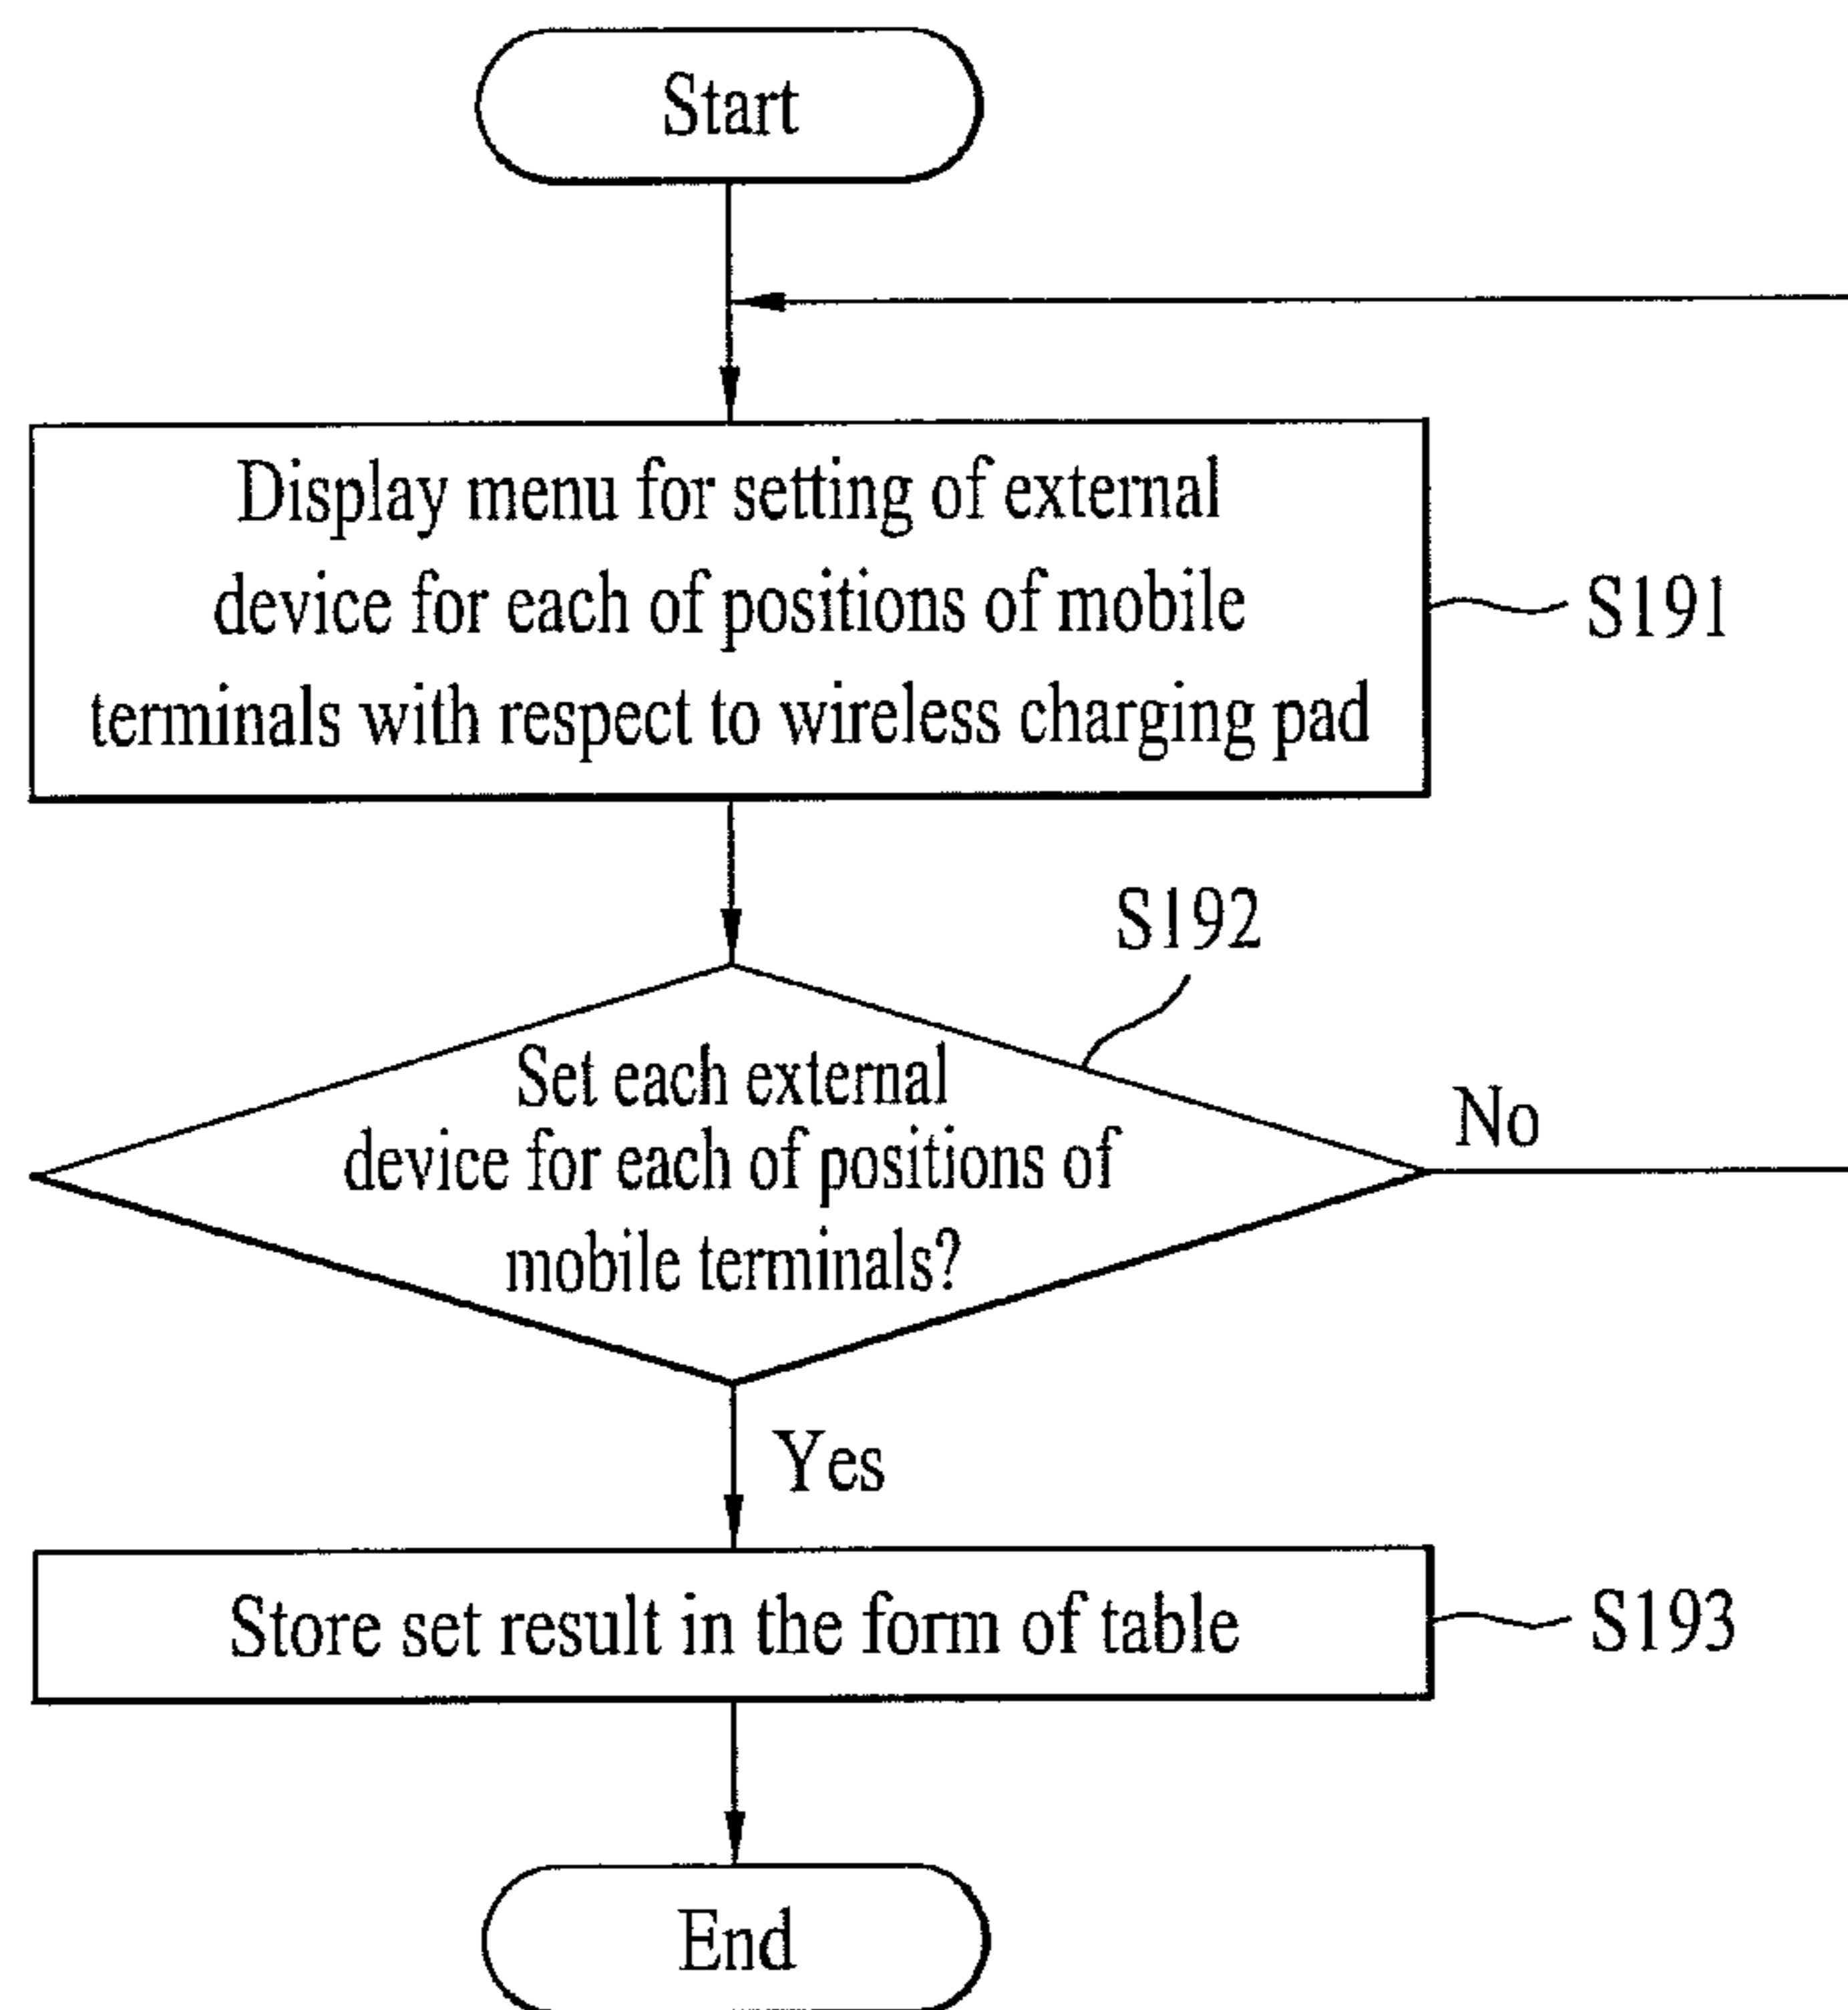 Start
Display menu for setting of external
device for each of positions of mobile
terminals with respect to wireless charging pad
S191
S192
Set each external
device for each of positions of
mobile terminals?
No
Yes
Store set result in the form of table
S193
End